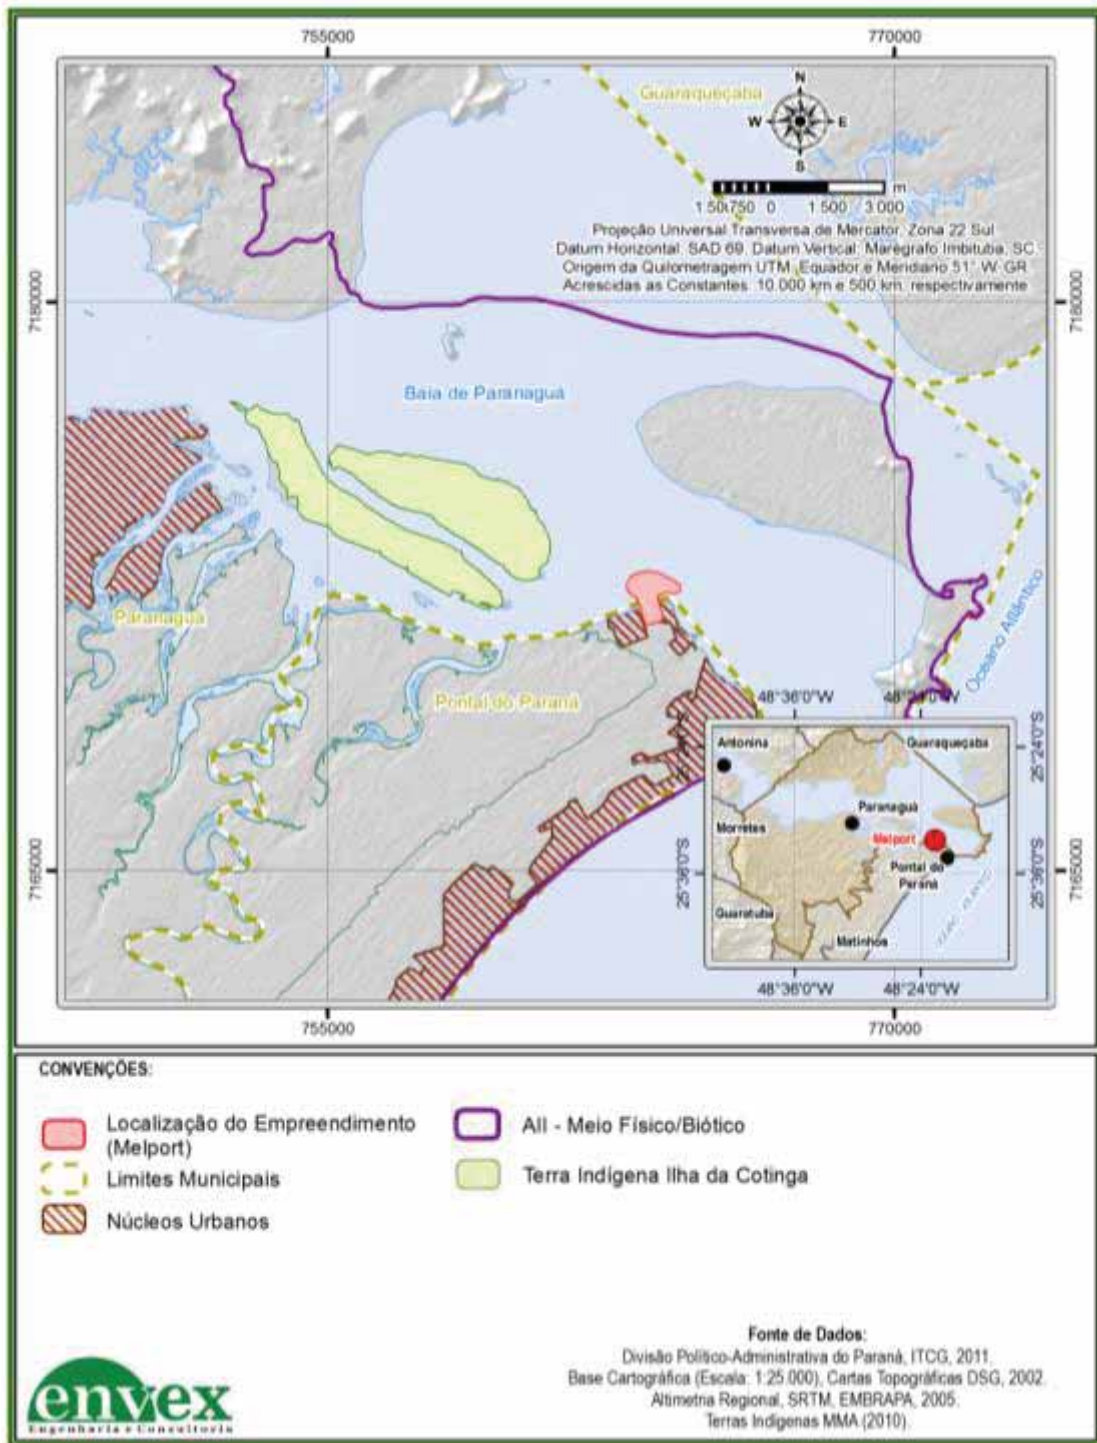 755000
770000
Guaraqueçaba
N
W
E
S
m
1.500 750 0 1.500 3.000
Projeção Universal Transversa de Mercator, Zona 22 Sul
Datum Horizontal: SAD 69, Datum Vertical: Marégrafo Imbituba, SC
Origem da Quilometragem UTM: Equador e Meridiano 51° W. GR.
Acrescidas as Constantes: 10.000 km e 500 km, respectivamente
7180000
7180000
Baía de Paranaguá
Paranaguá
Oceano Atlântico
Pontal do Paraná
48°36'0"W
Antonina
Guaraqueçaba
25°24'0"S
Paranaguá
Morretes
Melport
Pontal do
Paraná
7165000
25°36'0"S
25°36'0"S
7165000
Guaratuba
Matinhos
48°36'0"W
48°24'0"W
755000
770000
CONVENÇÕES:
Localização do Empreendimento
(Melport)
AII - Meio Físico/Biótico
Limites Municipais
Terra Indígena Ilha da Cotinga
Núcleos Urbanos
Fonte de Dados:
Divisão Político-Administrativa do Paraná, ITCG, 2011.
Base Cartográfica (Escala: 1:25.000), Cartas Topográficas DSG, 2002.
Altimetria Regional, SRTM, EMBRAPA, 2005.
Terras Indígenas MMA (2010).
envex
Engenharia e Consultoria